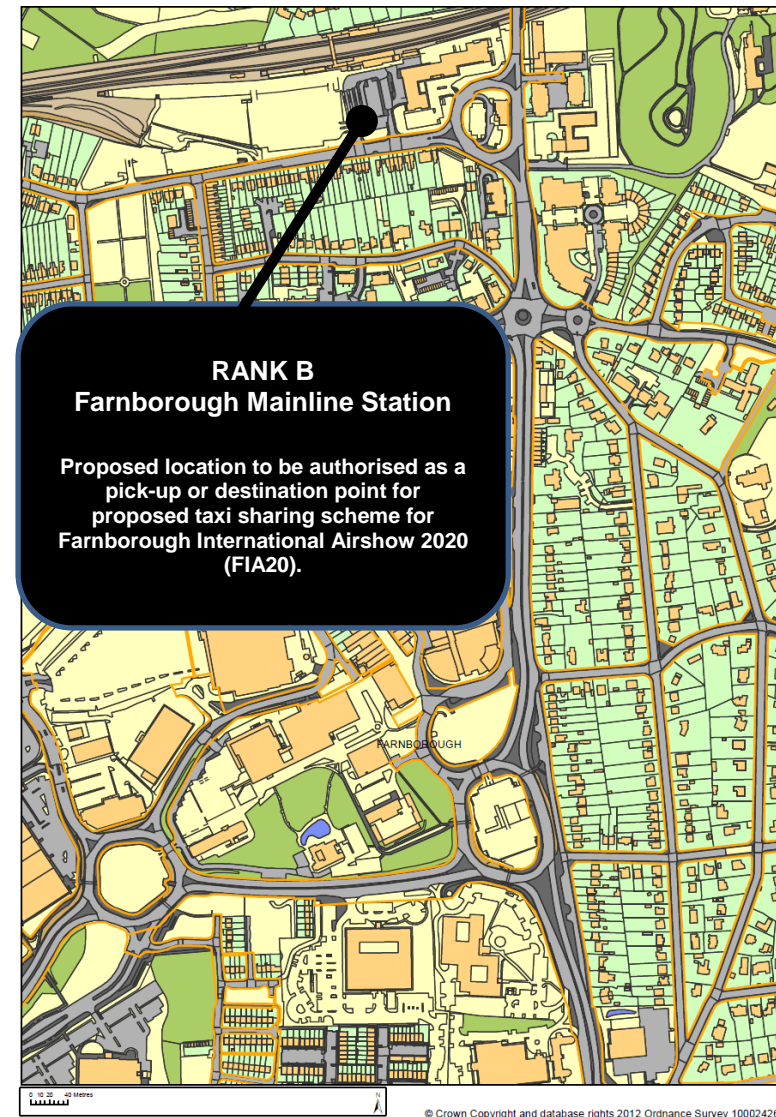 RANK B
Farnborough Mainline Station
Proposed location to be authorised as a
pick-up or destination point for
proposed taxi sharing scheme for
Farnborough International Airshow 2020
(FIA20).
FARNBOROUGH
0 10 20 40 Metres
N
© Crown Copyright and database rights 2012 Ordnance Survey 10002426